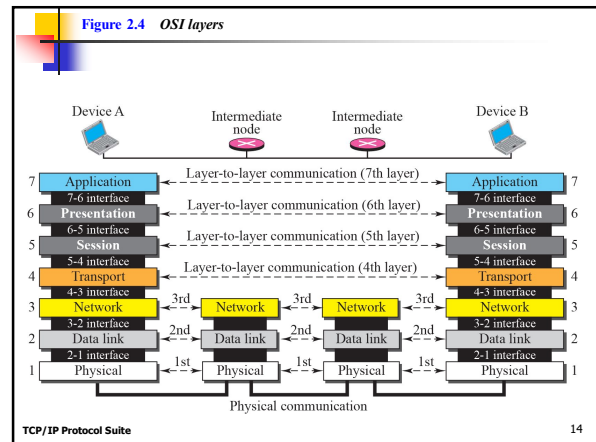 Figure 2.4 OSI layers
Device A
Intermediate
node
Intermediate
node
Device B
7 Application Layer-to-layer communication (7th layer) Application 7
7-6 interface 7-6 interface
6 Presentation Layer-to-layer communication (6th layer) Presentation 6
6-5 interface 6-5 interface
5 Session Layer-to-layer communication (5th layer) Session 5
5-4 interface 5-4 interface
4 Transport Layer-to-layer communication (4th layer) Transport 4
4-3 interface 4-3 interface
3 Network 3rd Network 3rd Network 3rd Network 3
3-2 interface 3-2 interface
2 Data link 2nd Data link 2nd Data link 2nd Data link 2
2-1 interface 2-1 interface
1 Physical 1st Physical 1st Physical 1st Physical 1
Physical communication
TCP/IP Protocol Suite 14